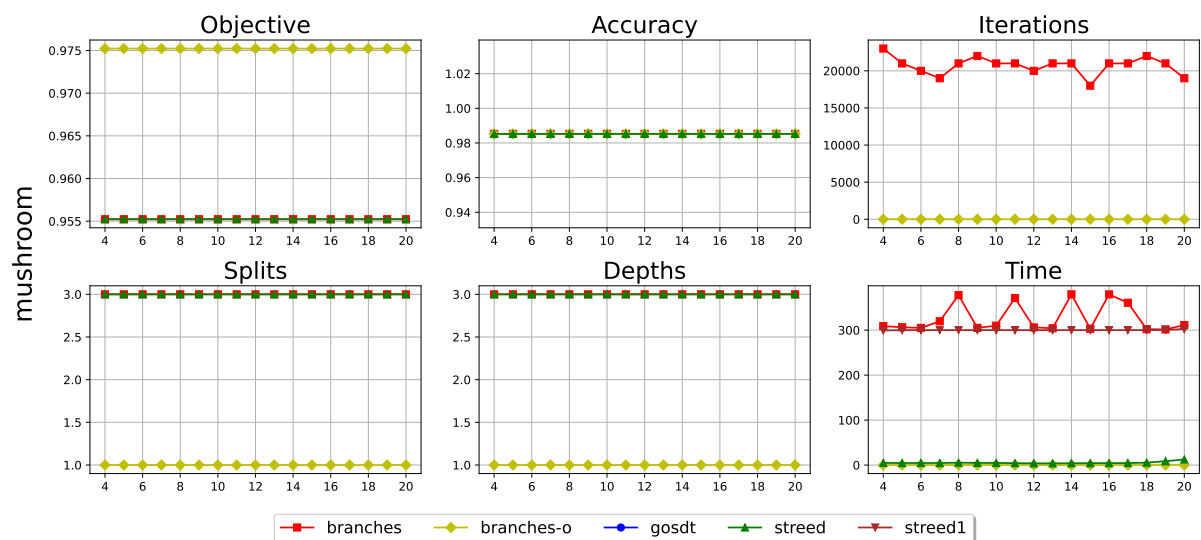 Objective Accuracy Iterations
0.975
0.970
0.965
0.960
0.955
4 6 8 10 12 14 16 18 20
1.02
1.00
0.98
0.96
0.94
4 6 8 10 12 14 16 18 20
20000
15000
10000
5000
0
4 6 8 10 12 14 16 18 20
mushroom
Splits Depths Time
3.0
2.5
2.0
1.5
1.0
4 6 8 10 12 14 16 18 20
3.0
2.5
2.0
1.5
1.0
4 6 8 10 12 14 16 18 20
300
200
100
0
4 6 8 10 12 14 16 18 20
branches branches-o gosdt streed streed1